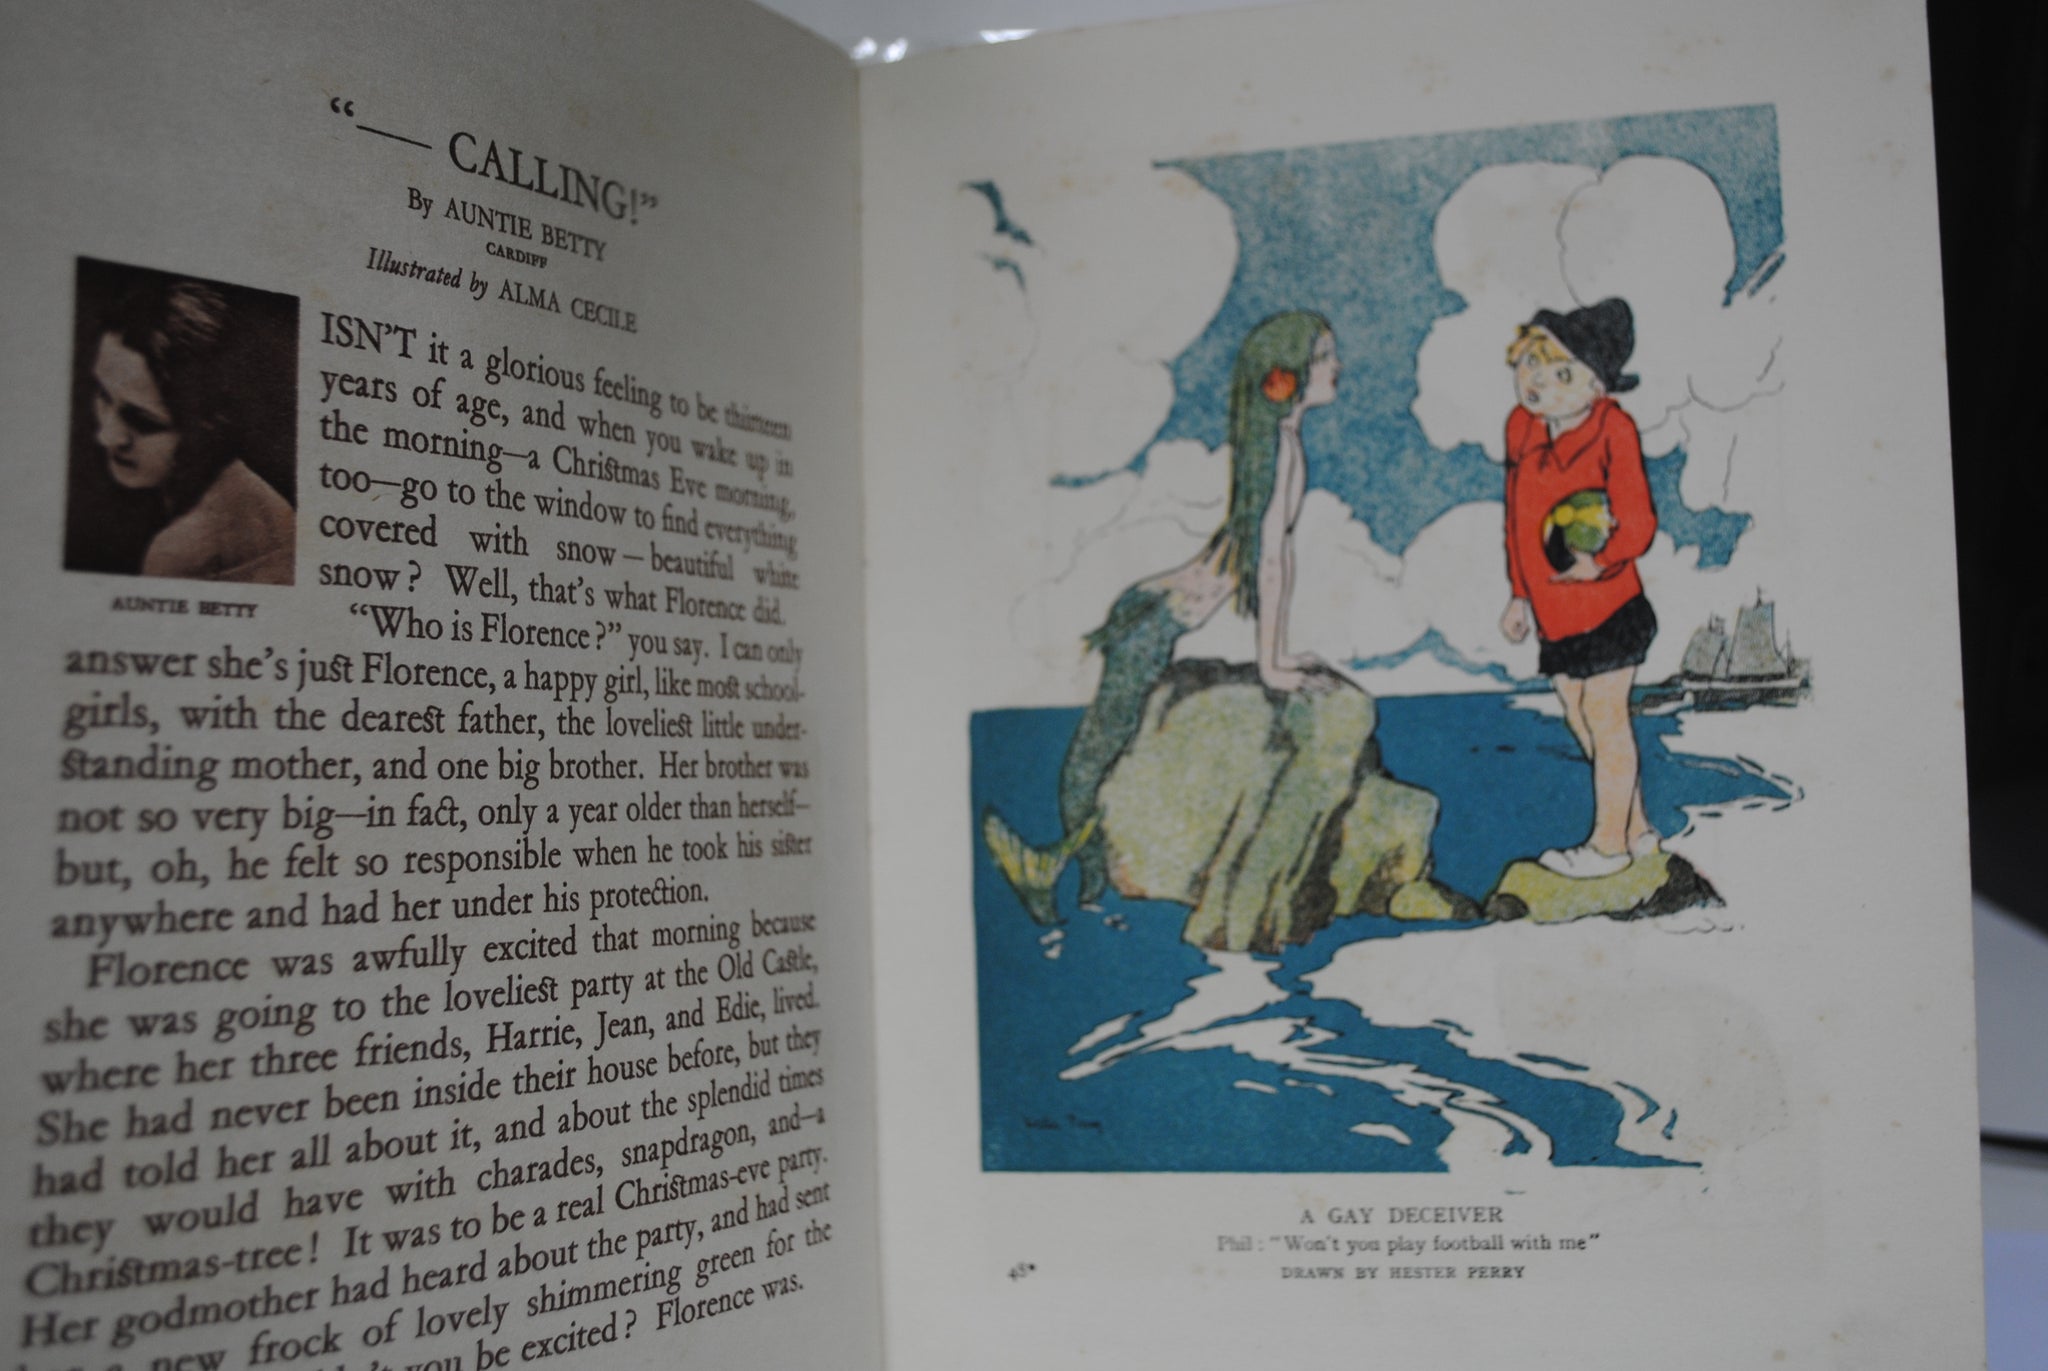 “— CALLING!”
By AUNTIE BETTY
CARDIFF
Illustrated by ALMA CECILE
AUNTIE BETTY
ISN'T it a glorious feeling to be thirteen
years of age, and when you wake up in
the morning—a Christmas Eve morning,
too—go to the window to find everything
covered with snow—beautiful white
snow? Well, that's what Florence did.
“Who is Florence?” you say. I can only
answer she's just Florence, a happy girl, like most school-
girls, with the dearest father, the loveliest little under-
standing mother, and one big brother. Her brother was
not so very big—in fact, only a year older than herself—
but, oh, he felt so responsible when he took his sister
anywhere and had her under his protection.
Florence was awfully excited that morning because
she was going to the loveliest party at the Old Castle,
where her three friends, Harrie, Jean, and Edie, lived.
She had never been inside their house before, but they
had told her all about it, and about the splendid times
they would have with charades, snapdragon, and—a
Christmas-tree! It was to be a real Christmas-eve party.
Her godmother had heard about the party, and had sent
a new frock of lovely shimmering green for the
you be excited? Florence was.
A GAY DECEIVER
Phil: “Won't you play football with me”
DRAWN BY HESTER PERRY
48*